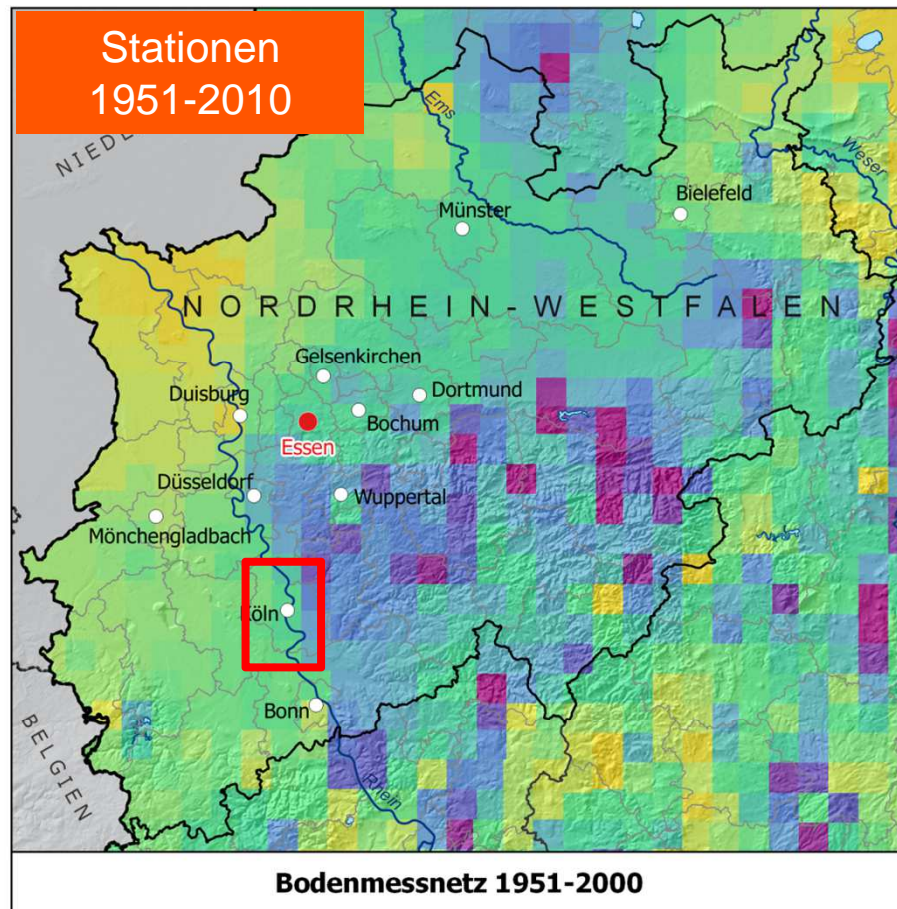 Stationen
1951-2010
NIEDE
Ems
Weser
Bielefeld
Münster
NORDRHEIN-WESTFALEN
Gelsenkirchen
Duisburg
Dortmund
Bochum
Essen
Düsseldorf
Wuppertal
Mönchengladbach
Köln
Bonn
BELGIEN
Rhein
Bodenmessnetz 1951-2000